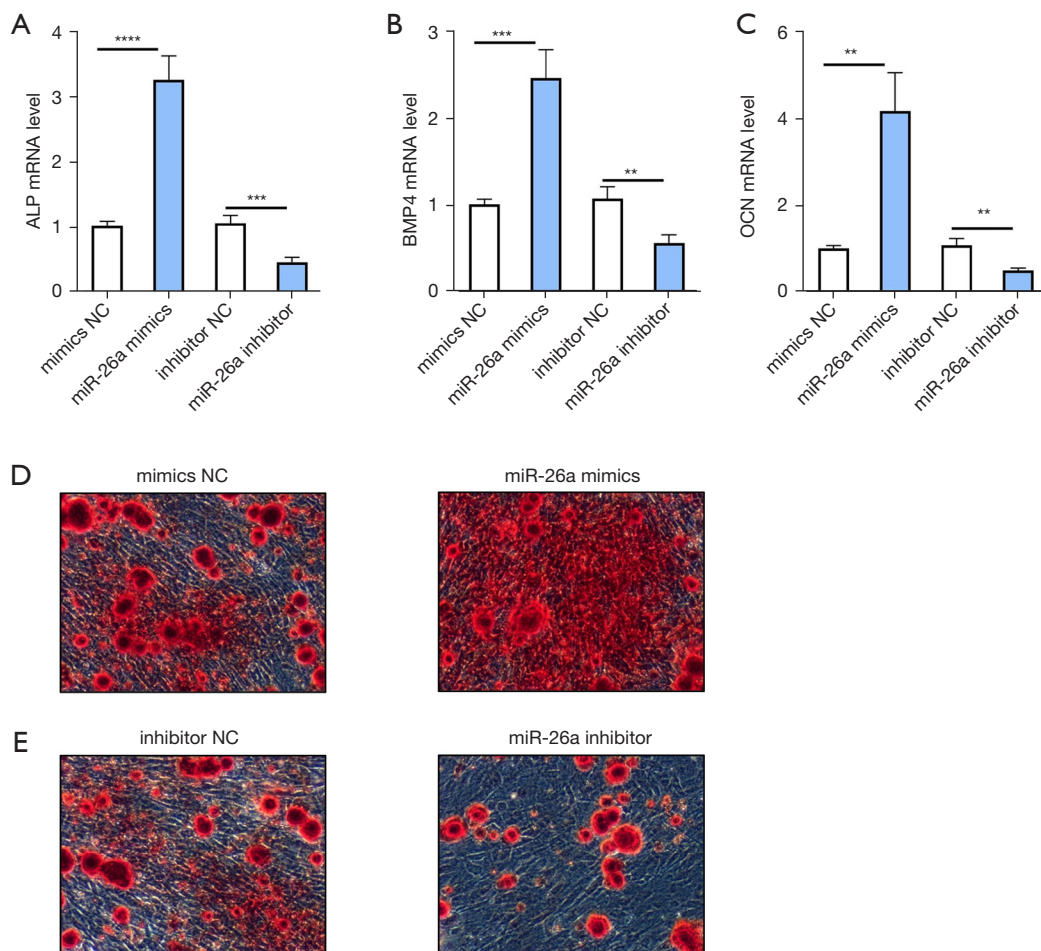 A
ALP mRNA level
4
3
2
1
0
****
***
mimics NC
miR-26a mimics
inhibitor NC
miR-26a inhibitor
B
BMP4 mRNA level
3
2
1
0
***
**
mimics NC
miR-26a mimics
inhibitor NC
miR-26a inhibitor
C
OCN mRNA level
6
4
2
0
**
**
mimics NC
miR-26a mimics
inhibitor NC
miR-26a inhibitor
D
mimics NC
miR-26a mimics
E
inhibitor NC
miR-26a inhibitor